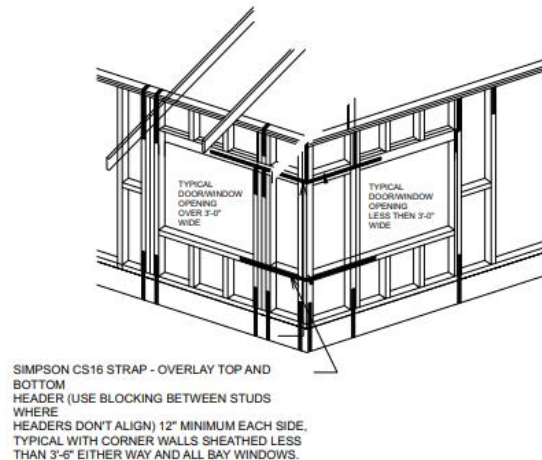 TYPICAL
DOOR/WINDOW
OPENING
OVER 3'-0"
WIDE
TYPICAL
DOOR/WINDOW
OPENING
LESS THEN 3'-0"
WIDE
SIMPSON CS16 STRAP - OVERLAY TOP AND
BOTTOM
HEADER (USE BLOCKING BETWEEN STUDS
WHERE
HEADERS DON'T ALIGN) 12" MINIMUM EACH SIDE,
TYPICAL WITH CORNER WALLS SHEATHED LESS
THAN 3'-6" EITHER WAY AND ALL BAY WINDOWS.